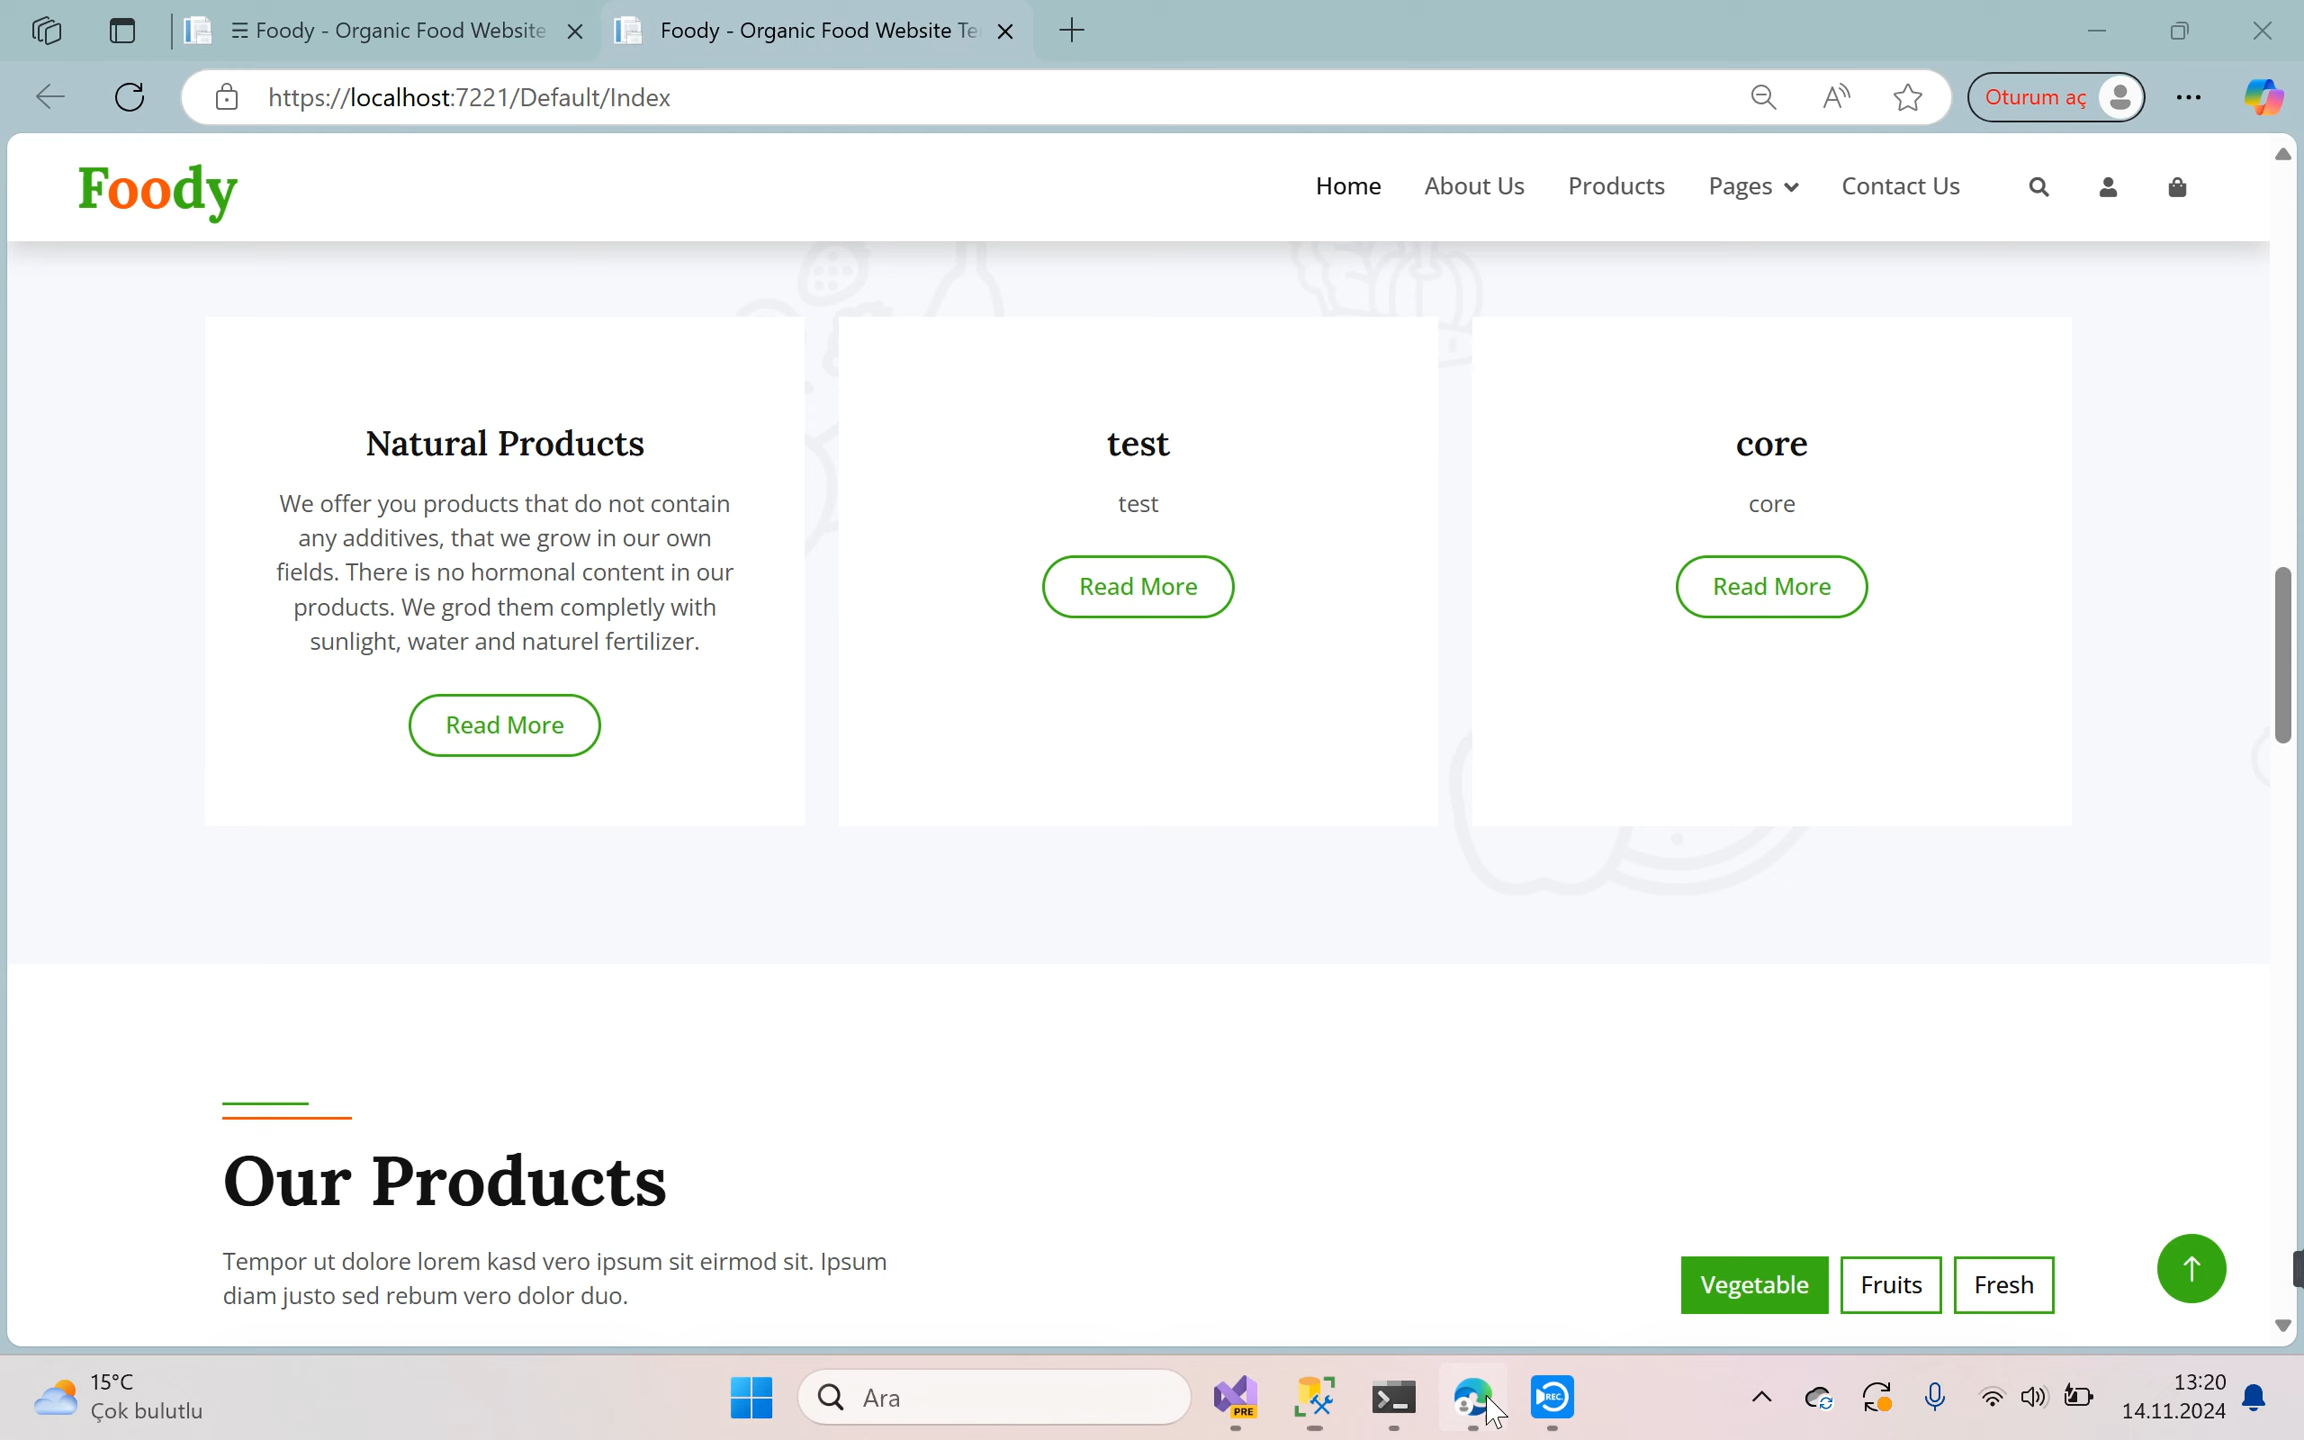 ☰ Foody - Organic Food Website
Foody - Organic Food Website Te
https://localhost:7221/Default/Index
Oturum aç
Foody
Home
About Us
Products
Pages
Contact Us
Natural Products
We offer you products that do not contain
any additives, that we grow in our own
fields. There is no hormonal content in our
products. We grod them completly with
sunlight, water and naturel fertilizer.
Read More
test
test
Read More
core
core
Read More
Our Products
Tempor ut dolore lorem kasd vero ipsum sit eirmod sit. Ipsum
diam justo sed rebum vero dolor duo.
Vegetable
Fruits
Fresh
15°C
Çok bulutlu
Ara
PRE
REC
13:20
14.11.2024